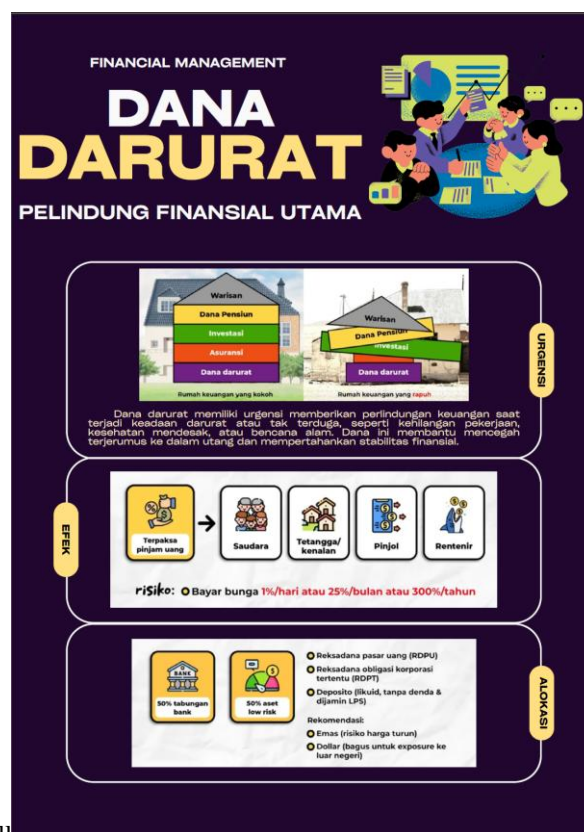 FINANCIAL MANAGEMENT
DANA
DARURAT
PELINDUNG FINANSIAL UTAMA
URGENSI
Warisan
Dana Pensiun
Investasi
Asuransi
Dana darurat
Rumah keuangan yang kokoh
Warisan
Dana Pensiun
Investasi
Dana darurat
Rumah keuangan yang rapuh
Dana darurat memiliki urgensi memberikan perlindungan keuangan saat
terjadi keadaan darurat atau tak terduga, seperti kehilangan pekerjaan,
kesehatan mendesak, atau bencana alam. Dana ini membantu mencegah
terjerumus ke dalam utang dan mempertahankan stabilitas finansial.
EFEK
Terpaksa
pinjam uang
Saudara
Tetangga/
kenalan
Pinjol
Rentenir
risiko: Bayar bunga 1%/hari atau 25%/bulan atau 300%/tahun
ALOKASI
BANK
50% tabungan
bank
50% aset
low risk
Reksadana pasar uang (RDPU)
Reksadana obligasi korporasi
tertentu (RDPT)
Deposito (likuid, tanpa denda &
dijamin LPS)
Rekomendasi:
Emas (risiko harga turun)
Dollar (bagus untuk exposure ke
luar negeri)